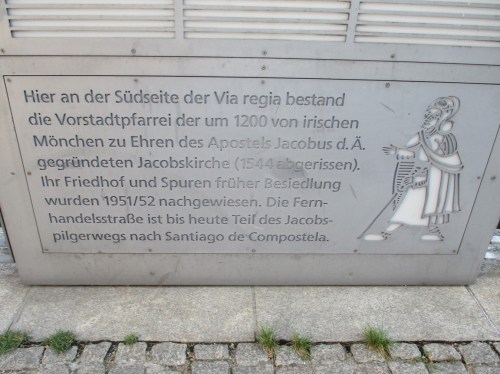 Hier an der Südseite der Via regia bestand
die Vorstadtpfarrei der um 1200 von irischen
Mönchen zu Ehren des Apostels Jacobus d. Ä.
gegründeten Jacobskirche (1544 abgerissen).
Ihr Friedhof und Spuren früher Besiedlung
wurden 1951/52 nachgewiesen. Die Fern-
handelsstraße ist bis heute Teil des Jacobs-
pilgerwegs nach Santiago de Compostela.